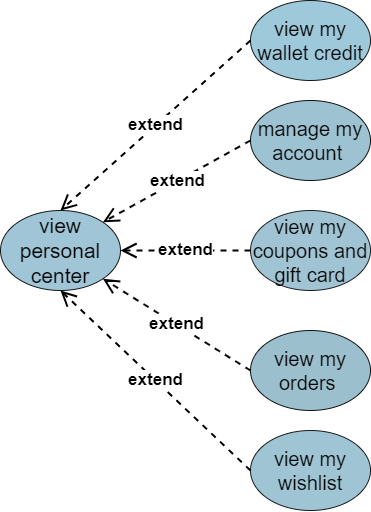 view my
wallet credit
extend
manage my
account
extend
view
personal
center
extend
view my
coupons and
gift card
extend
view my
orders
extend
view my
wishlist